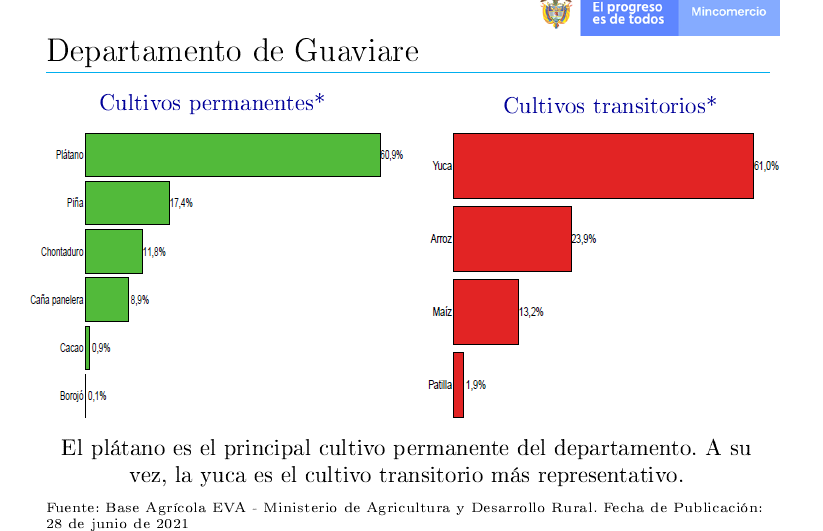 El progreso
es de todos
Mincomercio
Departamento de Guaviare
Cultivos permanentes*
Plátano 60,9%
Piña 17,4%
Chontaduro 11,8%
Caña panelera 8,9%
Cacao 0,9%
Borojó 0,1%
Cultivos transitorios*
Yuca 61,0%
Arroz 23,9%
Maíz 13,2%
Patilla 1,9%
El plátano es el principal cultivo permanente del departamento. A su
vez, la yuca es el cultivo transitorio más representativo.
Fuente: Base Agrícola EVA - Ministerio de Agricultura y Desarrollo Rural. Fecha de Publicación:
28 de junio de 2021